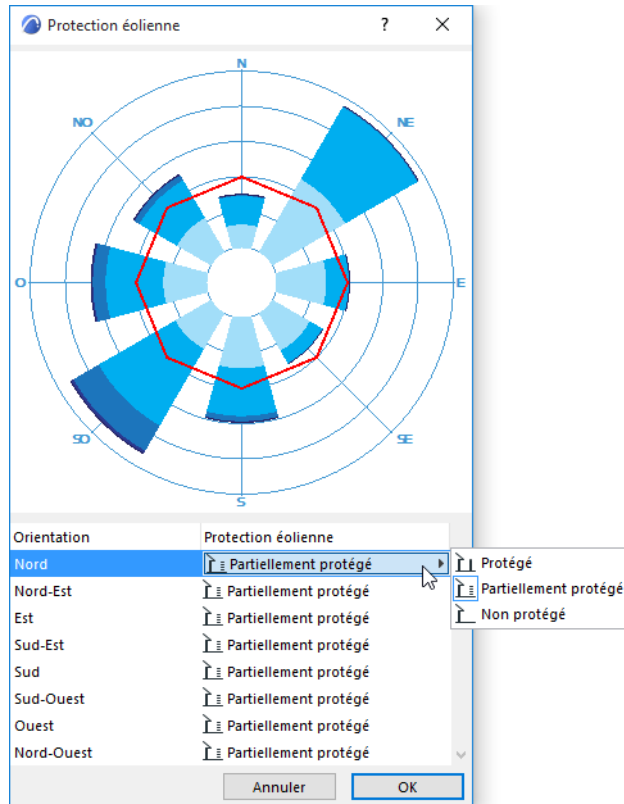 Protection éolienne ?
N
NO NE
O E
SO SE
S
Orientation Protection éolienne
Nord Partiellement protégé
Nord-Est Partiellement protégé
Est Partiellement protégé
Sud-Est Partiellement protégé
Sud Partiellement protégé
Sud-Ouest Partiellement protégé
Ouest Partiellement protégé
Nord-Ouest Partiellement protégé
Protégé
Partiellement protégé
Non protégé
Annuler OK